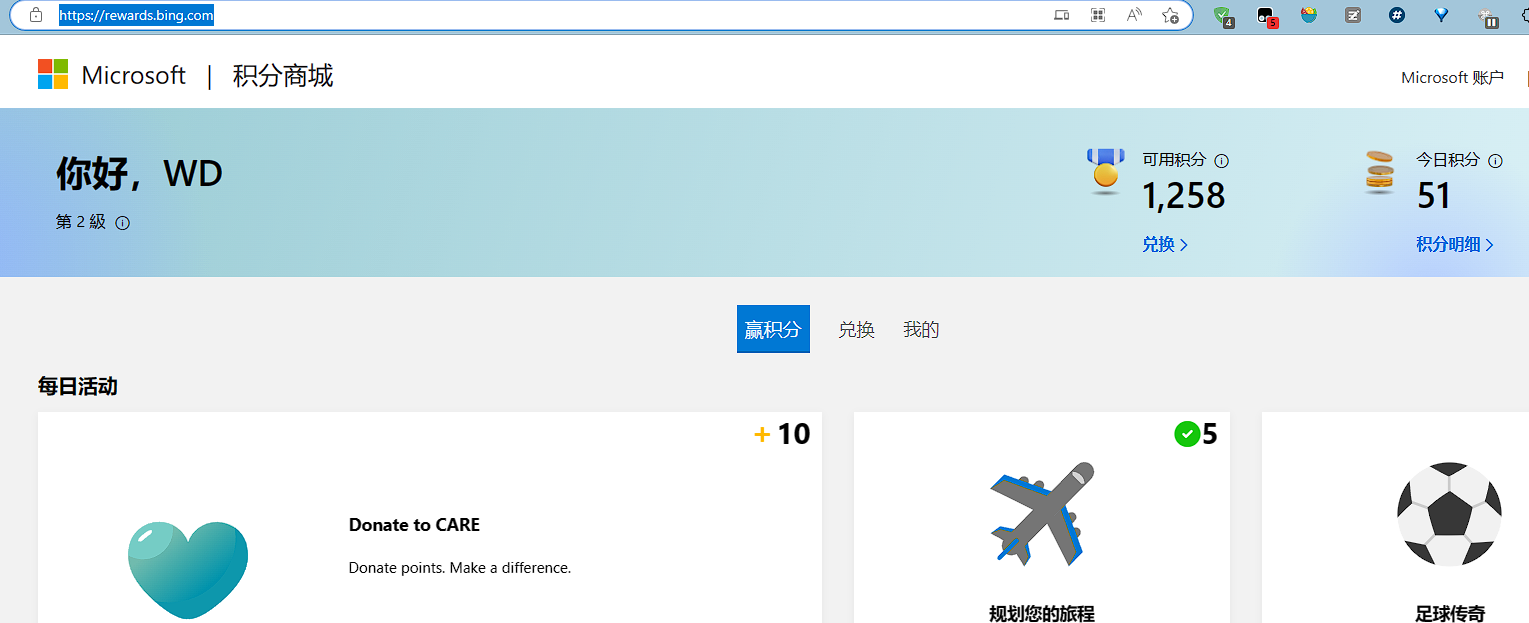 https://rewards.bing.com
4
5
Microsoft | 积分商城
Microsoft 账户
你好，WD
第 2 級
可用积分
1,258
兑换
今日积分
51
积分明细
赢积分 兑换 我的
每日活动
+ 10
5
Donate to CARE
Donate points. Make a difference.
规划您的旅程
足球传奇